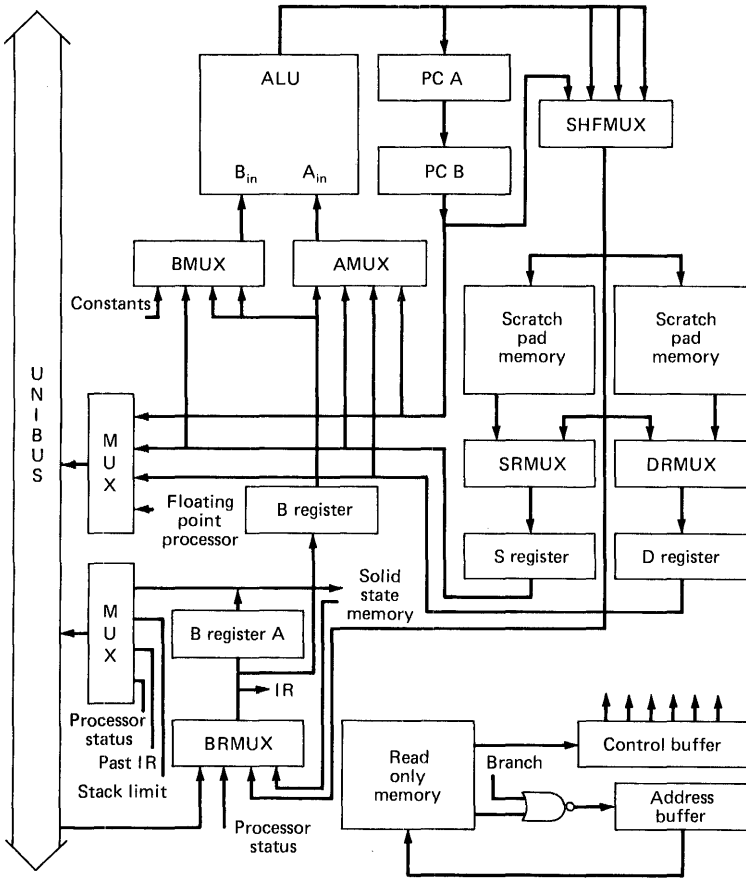 ALU
B_in
A_in
PC A
PC B
SHFMUX
BMUX
AMUX
Constants
Scratch
pad
memory
Scratch
pad
memory
U
N
I
B
U
S
M
U
X
SRMUX
DRMUX
Floating
point
processor
B register
S register
D register
M
U
X
Solid
state
memory
B register A
IR
Processor
status
Past IR
Stack limit
BRMUX
Processor
status
Read
only
memory
Branch
Control buffer
Address
buffer